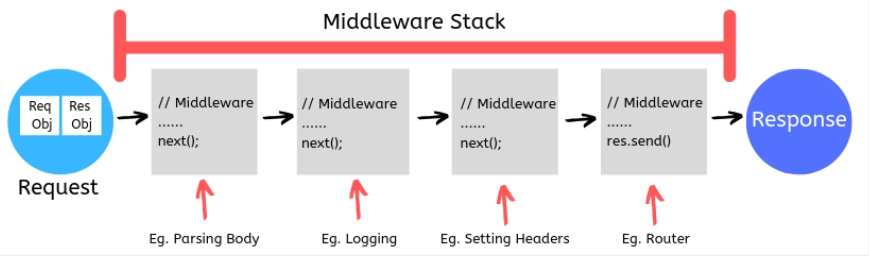 Middleware Stack
Req
Obj
Res
Obj
Request
// Middleware
......
next();
// Middleware
......
next();
// Middleware
......
next();
// Middleware
......
res.send()
Response
Eg. Parsing Body
Eg. Logging
Eg. Setting Headers
Eg. Router